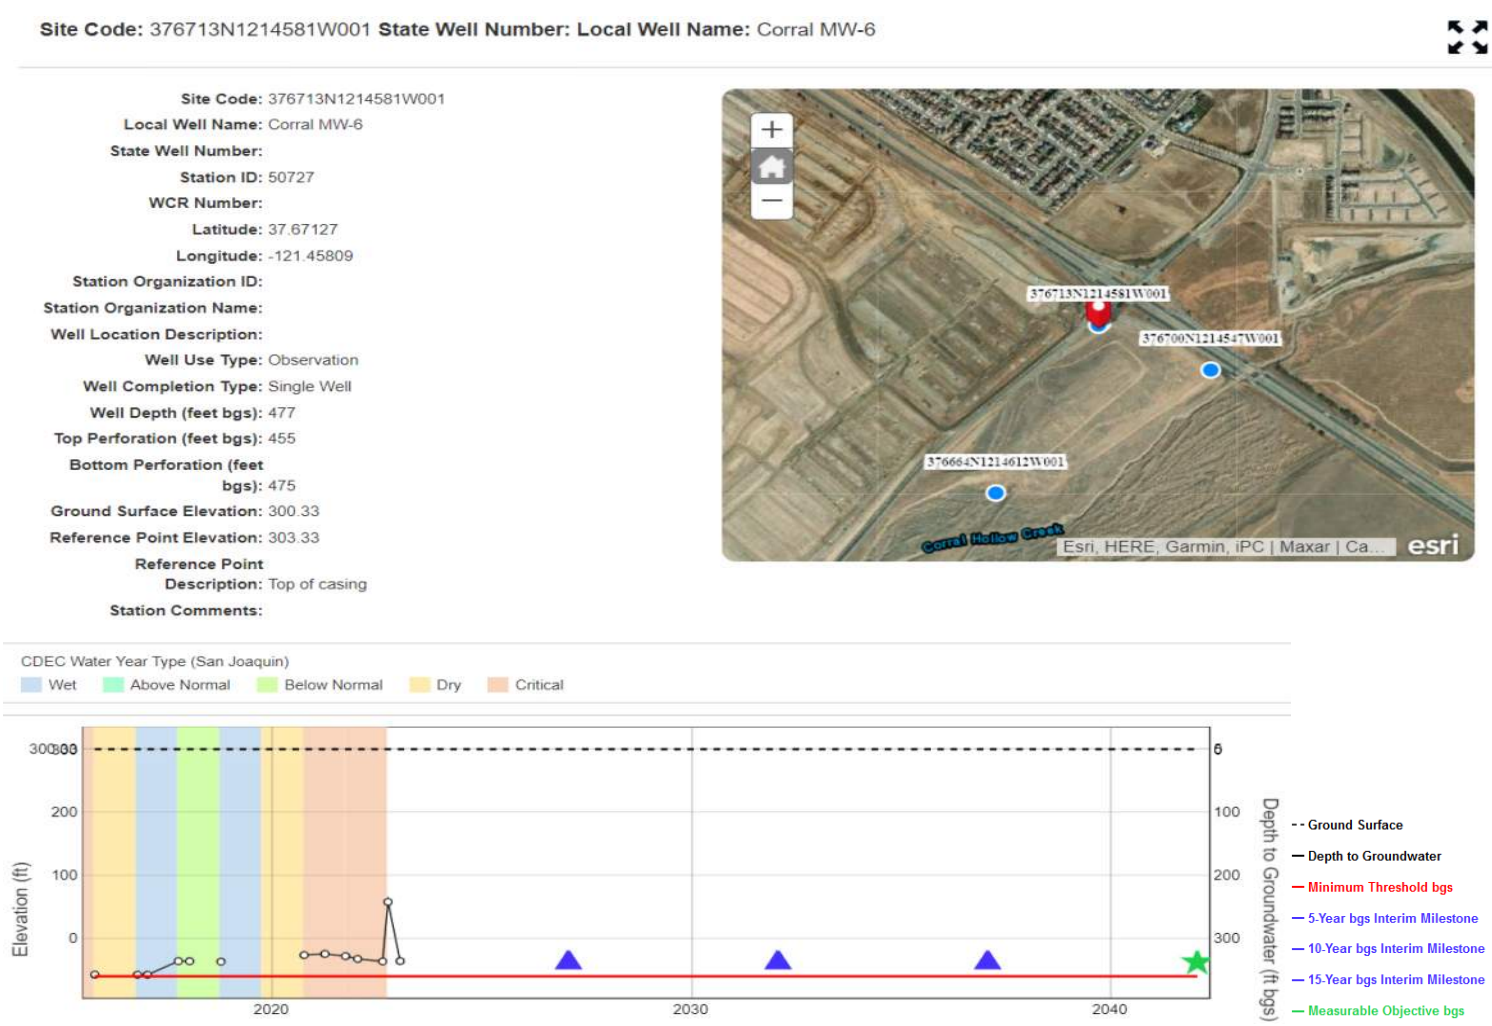 Site Code: 376713N1214581W001 State Well Number: Local Well Name: Corral MW-6
Site Code: 376713N1214581W001
Local Well Name: Corral MW-6
State Well Number:
Station ID: 50727
WCR Number:
Latitude: 37.67127
Longitude: -121.45809
Station Organization ID:
Station Organization Name:
Well Location Description:
Well Use Type: Observation
Well Completion Type: Single Well
Well Depth (feet bgs): 477
Top Perforation (feet bgs): 455
Bottom Perforation (feet
bgs): 475
Ground Surface Elevation: 300.33
Reference Point Elevation: 303.33
Reference Point
Description: Top of casing
Station Comments:
+
−
376713N1214581W001
376700N1214547W001
376664N1214612W001
Corral Hollow Creek
Esri, HERE, Garmin, iPC | Maxar | Ca...
esri
CDEC Water Year Type (San Joaquin)
Wet Above Normal Below Normal Dry Critical
200
100
0
Elevation (ft)
100
200
300
Depth to Groundwater (ft bgs)
2020 2030 2040
Ground Surface
Depth to Groundwater
Minimum Threshold bgs
5-Year bgs Interim Milestone
10-Year bgs Interim Milestone
15-Year bgs Interim Milestone
Measurable Objective bgs